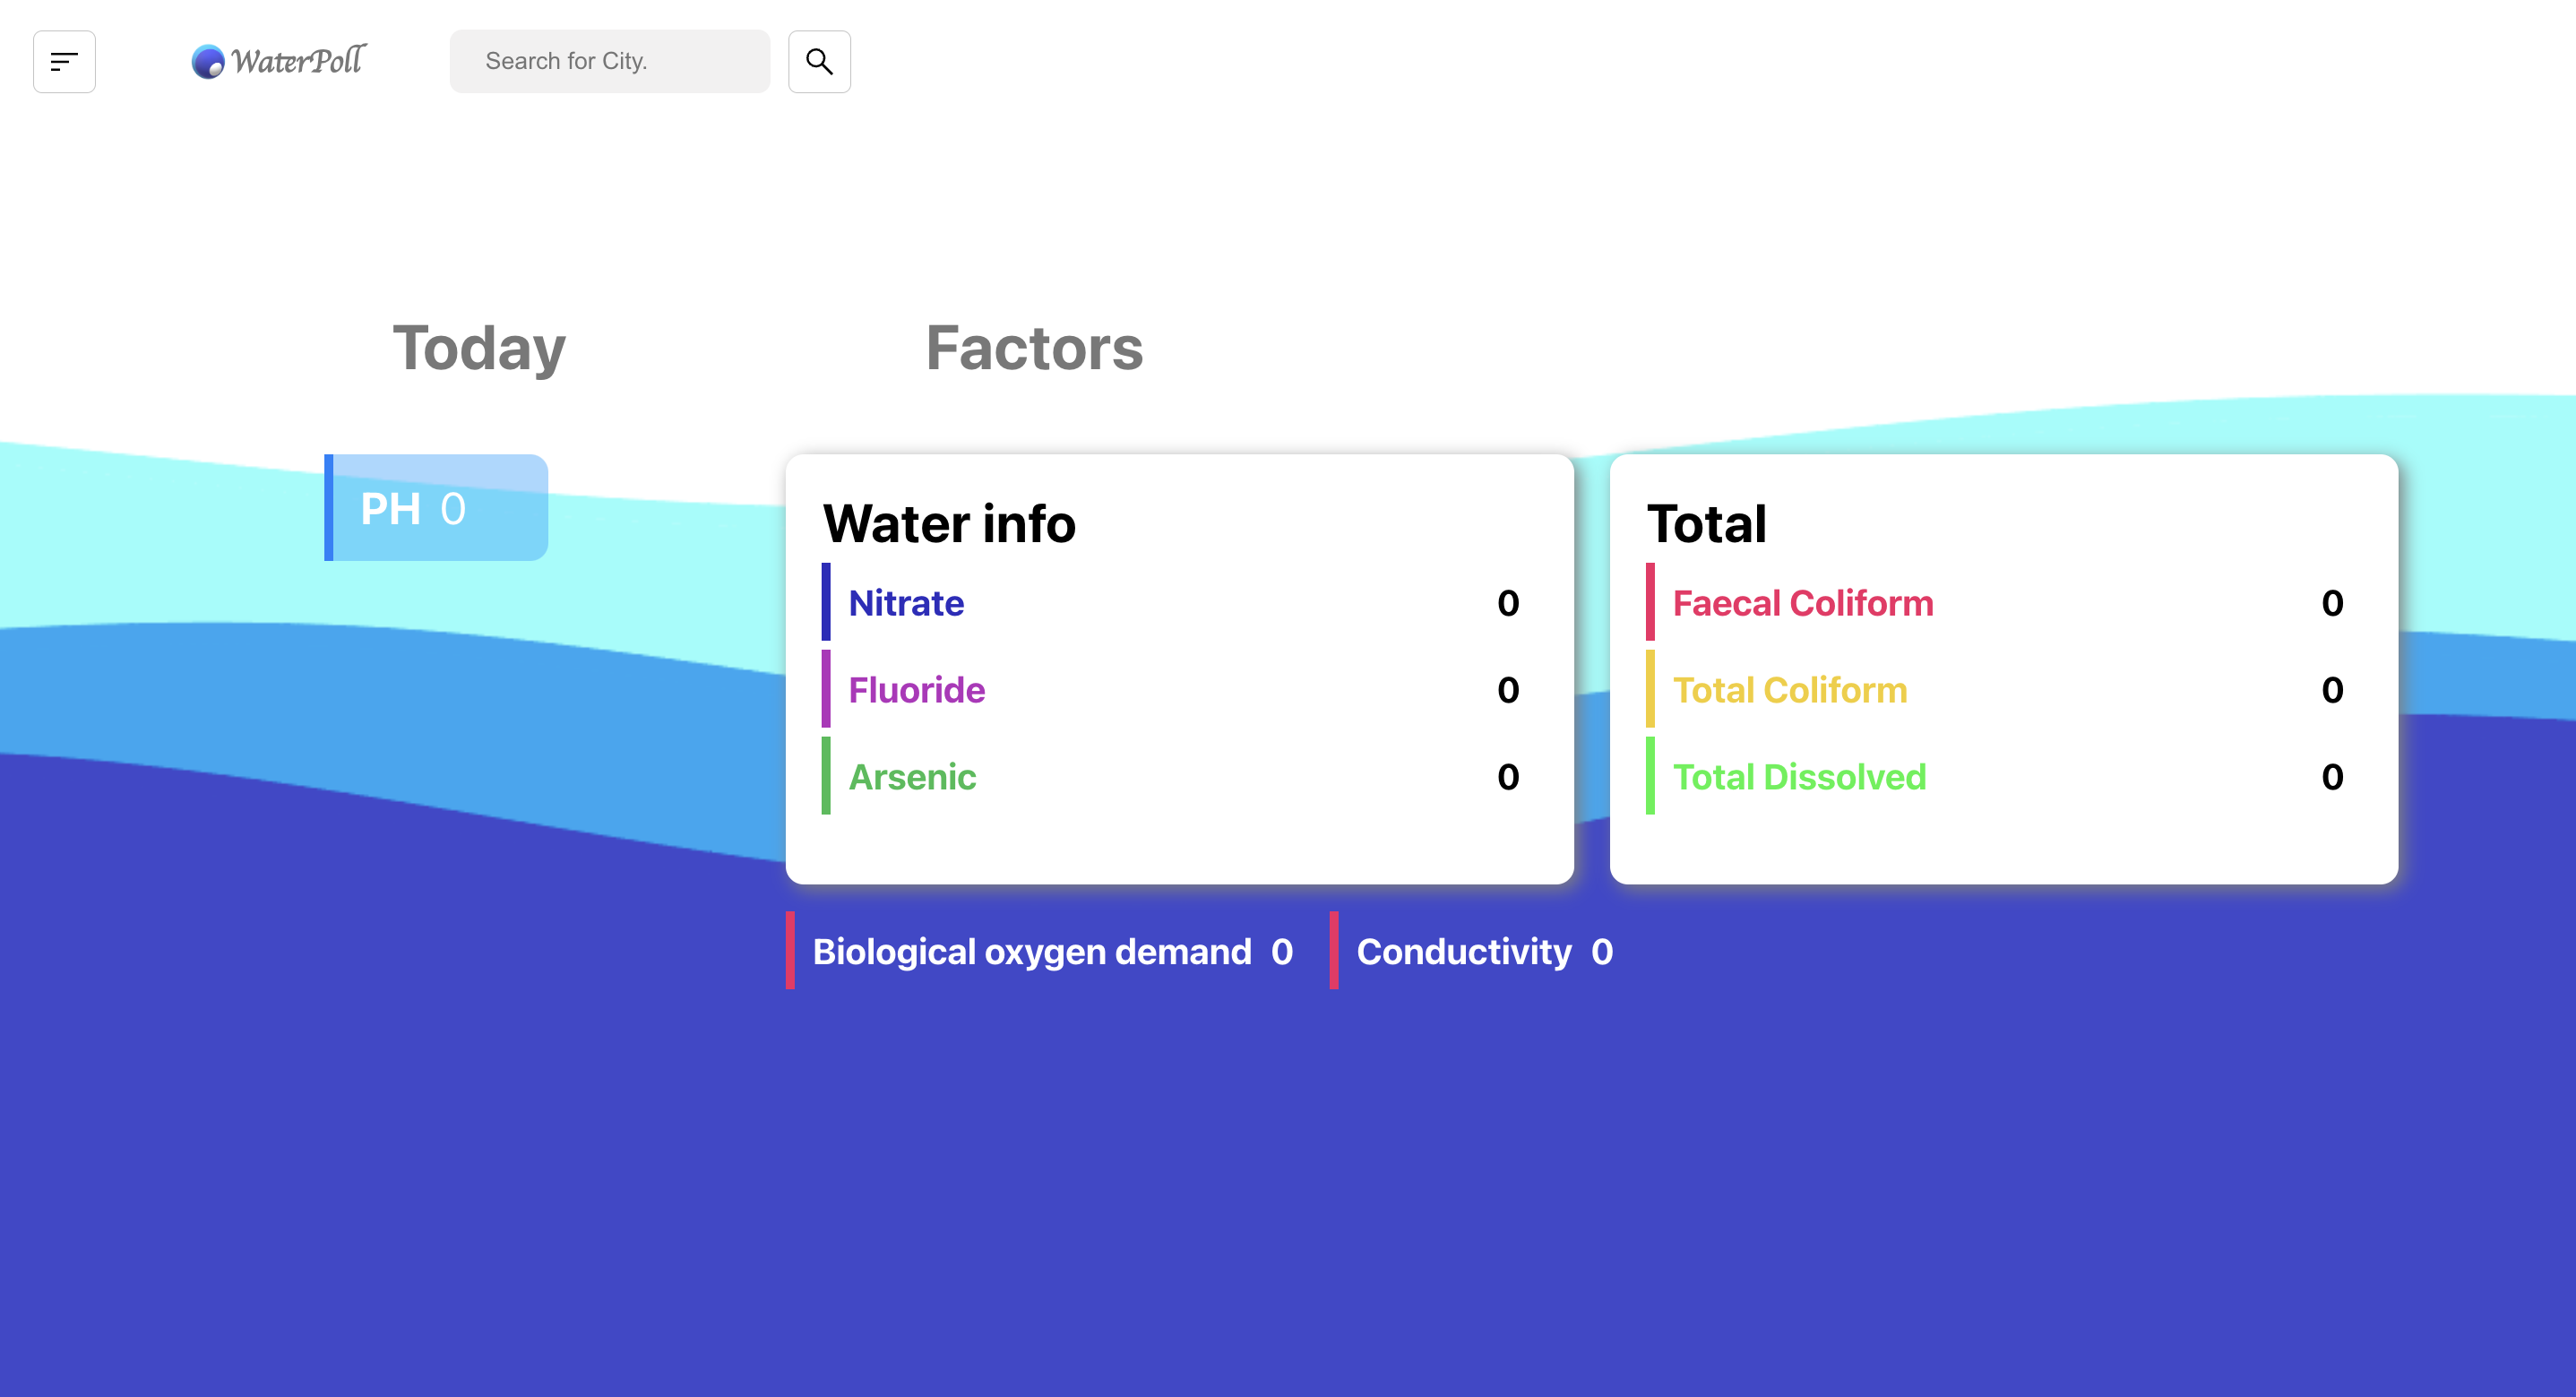 WaterPoll
Search for City.
Today
Factors
PH 0
Water info
Nitrate 0
Fluoride 0
Arsenic 0
Total
Faecal Coliform 0
Total Coliform 0
Total Dissolved 0
Biological oxygen demand 0
Conductivity 0